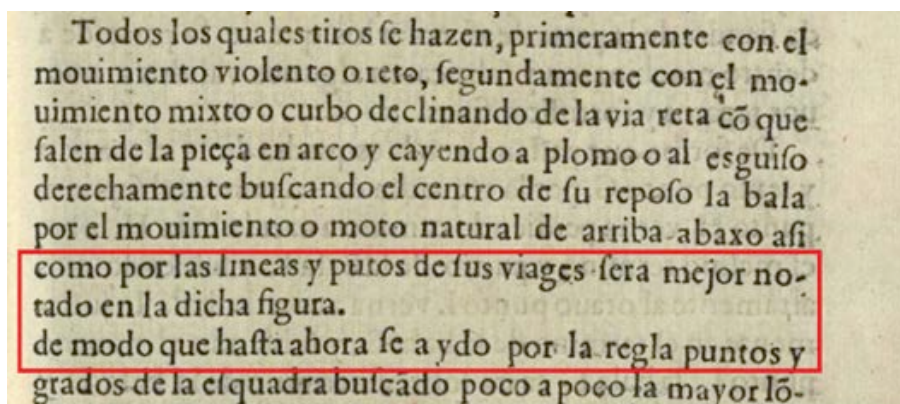 Todos los quales tiros ſe hazen, primeramente con el
mouimiento violento o reto, ſegundamente con el mo-
uimiento mixto o curbo declinando de la via reta cõ que
ſalen de la pieça en arco y cayendo a plomo o al eſguiſo
derechamente buſcando el centro de ſu repoſo la bala
por el mouimiento o moto natural de arriba abaxo aſi
como por las lineas y putos de ſus viages ſera mejor no-
tado en la dicha figura.
de modo que haſta ahora ſe a ydo por la regla puntos y
grados de la eſquadra buſcãdo poco a poco la mayor lõ-